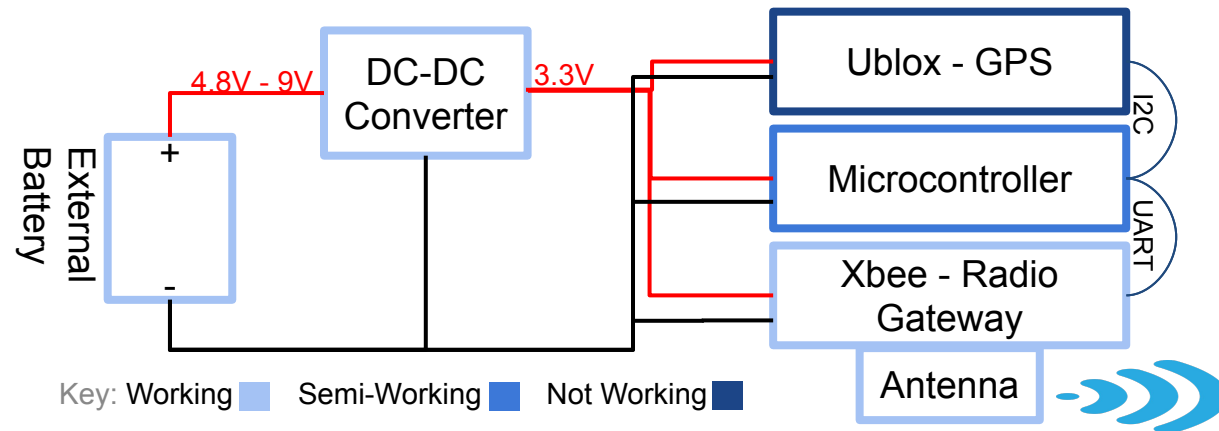 4.8V - 9V
DC-DC
Converter
3.3V
Ublox - GPS
I2C
Microcontroller
UART
Xbee - Radio
Gateway
Antenna
External
Battery
+
-
Key: Working Semi-Working Not Working